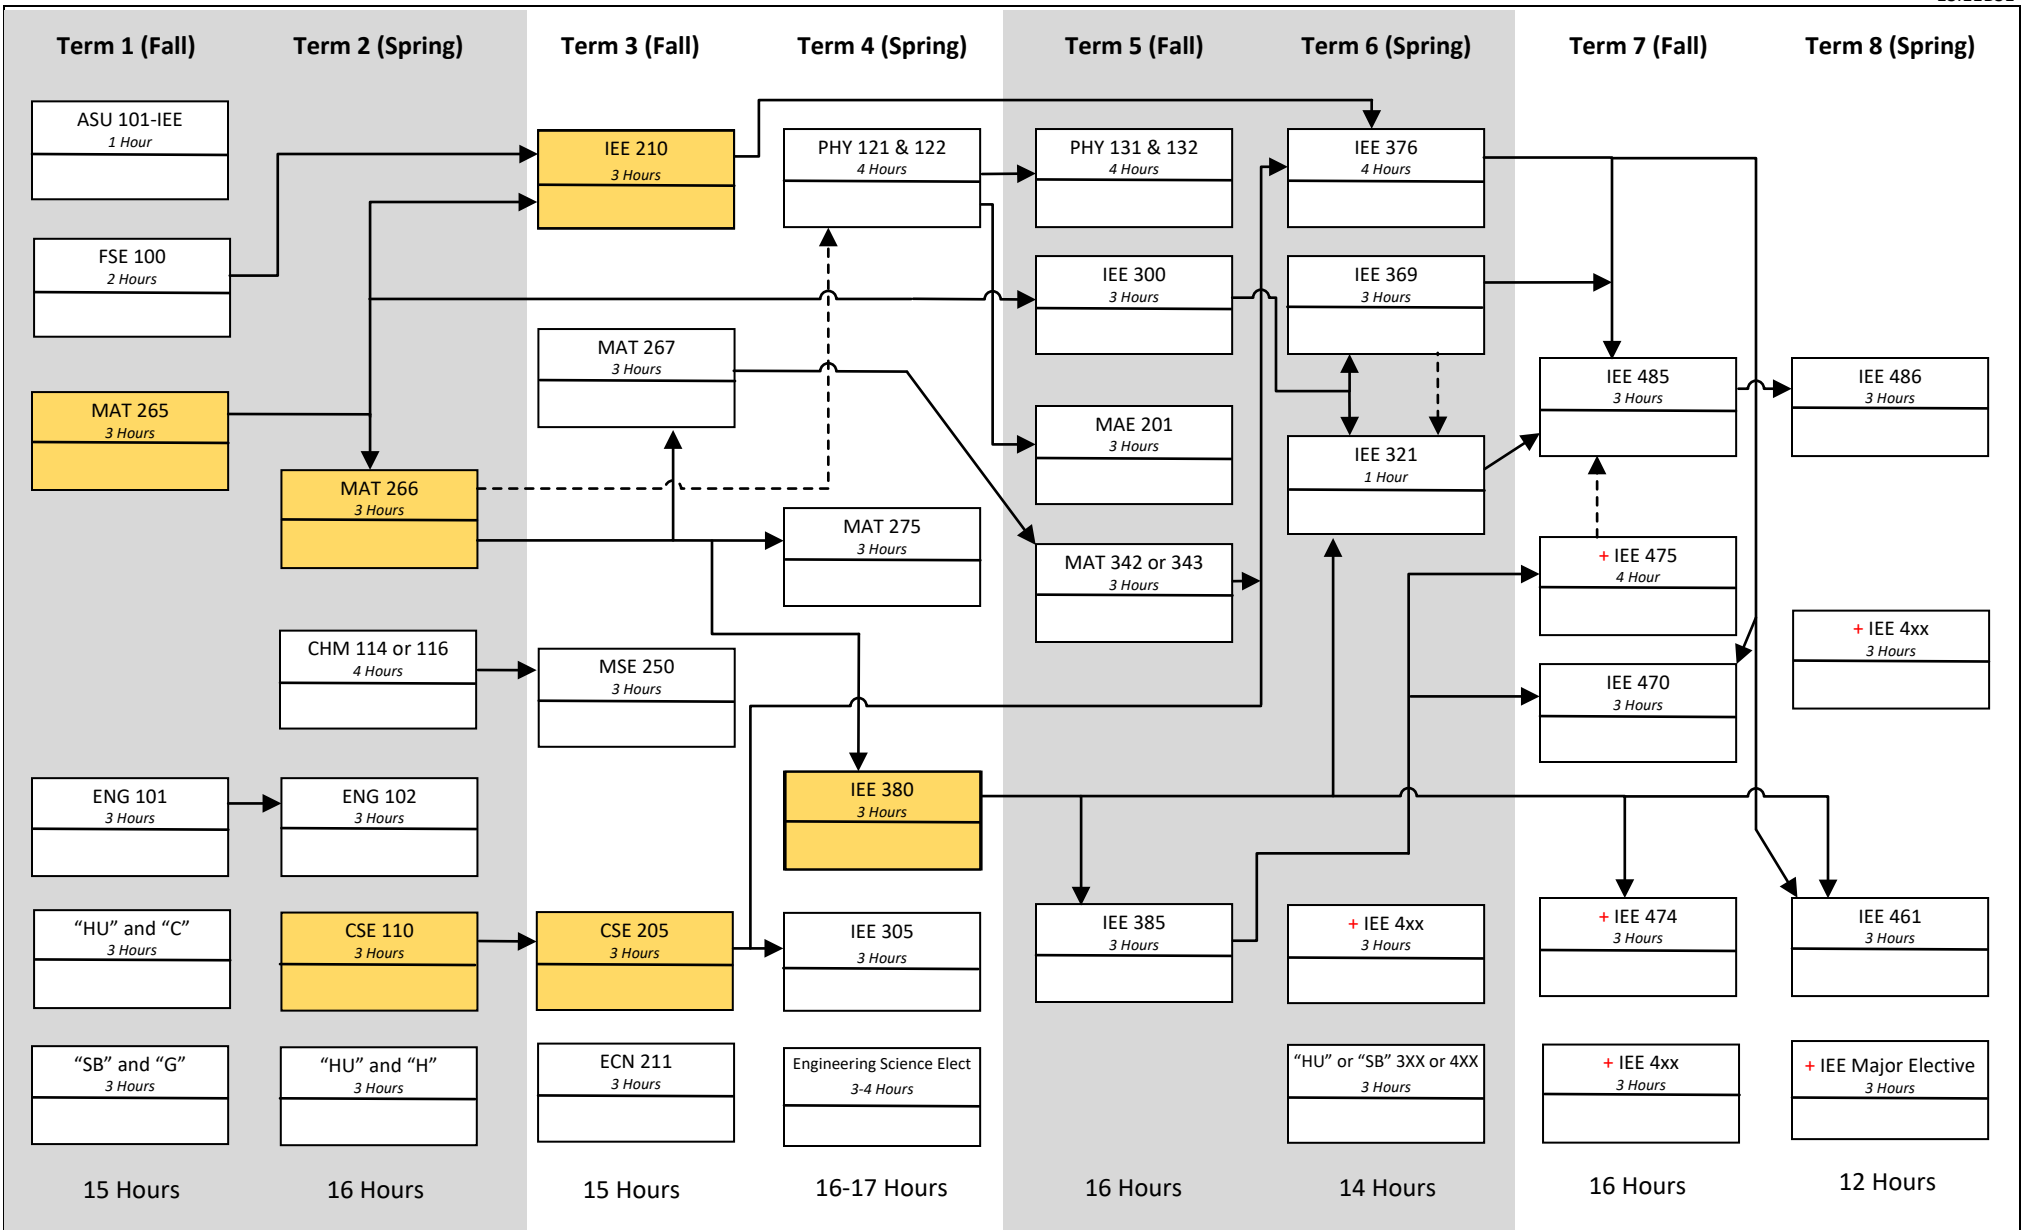 Term 1 (Fall)
Term 2 (Spring)
Term 3 (Fall)
Term 4 (Spring)
Term 5 (Fall)
Term 6 (Spring)
Term 7 (Fall)
Term 8 (Spring)
ASU 101-IEE
1 Hour
FSE 100
2 Hours
MAT 265
3 Hours
ENG 101
3 Hours
“HU” and “C”
3 Hours
“SB” and “G”
3 Hours
15 Hours
MAT 266
3 Hours
CHM 114 or 116
4 Hours
ENG 102
3 Hours
CSE 110
3 Hours
“HU” and “H”
3 Hours
16 Hours
IEE 210
3 Hours
MAT 267
3 Hours
MSE 250
3 Hours
CSE 205
3 Hours
ECN 211
3 Hours
15 Hours
PHY 121 & 122
4 Hours
MAT 275
3 Hours
IEE 380
3 Hours
IEE 305
3 Hours
Engineering Science Elect
3-4 Hours
16-17 Hours
PHY 131 & 132
4 Hours
IEE 300
3 Hours
MAE 201
3 Hours
MAT 342 or 343
3 Hours
IEE 385
3 Hours
16 Hours
IEE 376
4 Hours
IEE 369
3 Hours
IEE 321
1 Hour
+ IEE 4xx
3 Hours
“HU” or “SB” 3XX or 4XX
3 Hours
14 Hours
IEE 485
3 Hours
+ IEE 475
4 Hour
IEE 470
3 Hours
+ IEE 474
3 Hours
+ IEE 4xx
3 Hours
16 Hours
IEE 486
3 Hours
+ IEE 4xx
3 Hours
IEE 461
3 Hours
+ IEE Major Elective
3 Hours
12 Hours